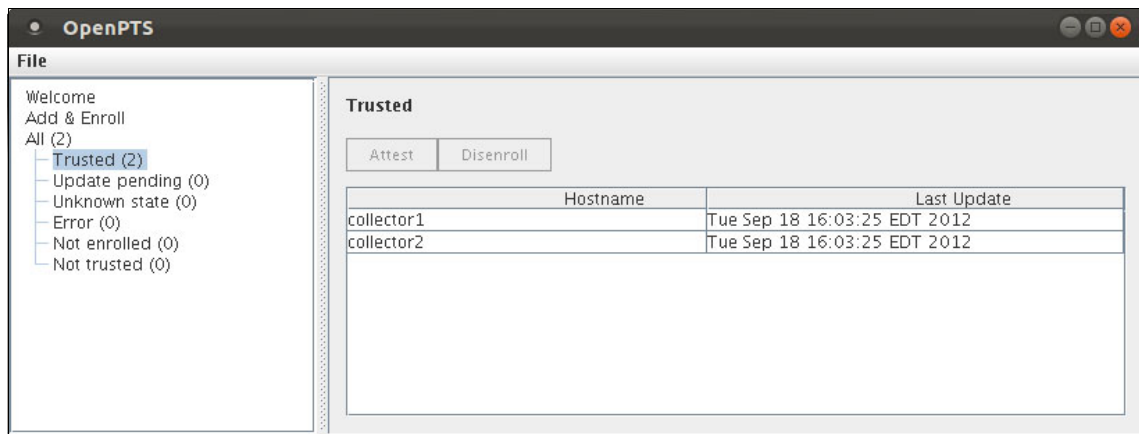 OpenPTS
File
Welcome
Add & Enroll
All (2)
Trusted (2)
Update pending (0)
Unknown state (0)
Error (0)
Not enrolled (0)
Not trusted (0)
Trusted
Attest Disenroll
Hostname Last Update
collector1 Tue Sep 18 16:03:25 EDT 2012
collector2 Tue Sep 18 16:03:25 EDT 2012